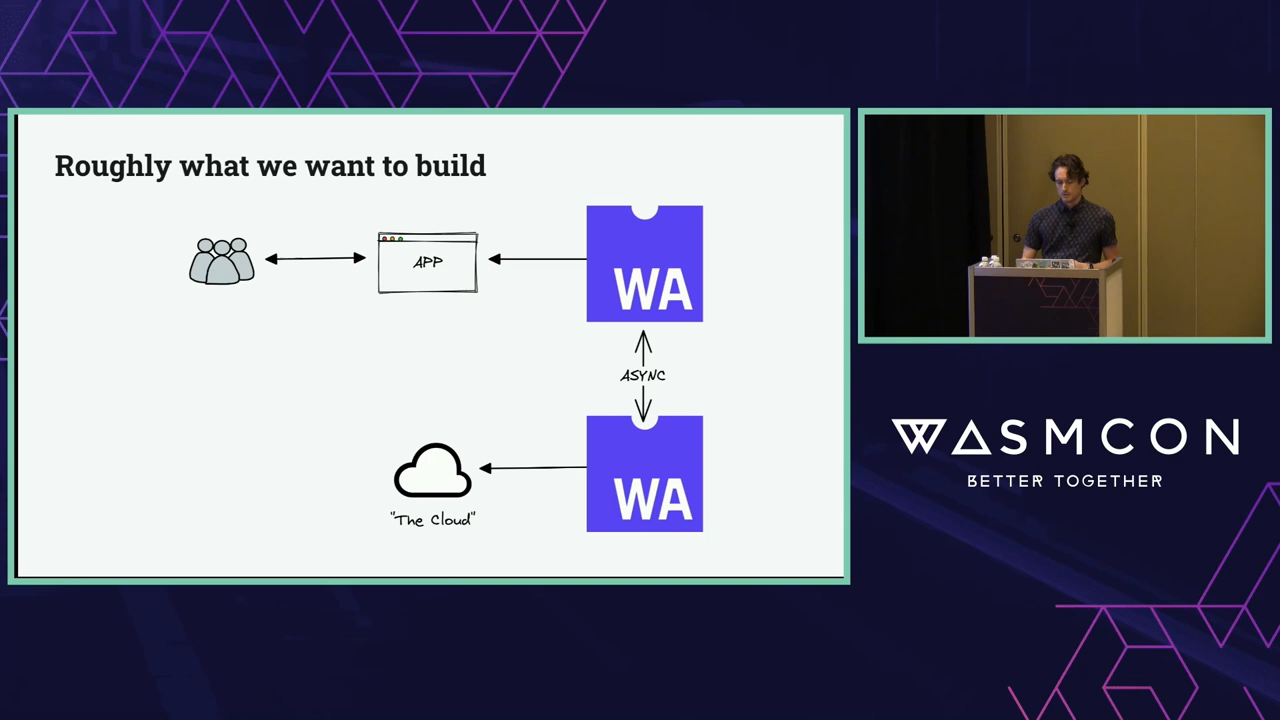 Roughly what we want to build
APP
WA
ASYNC
WA
"The Cloud"
WASMCON
BETTER TOGETHER